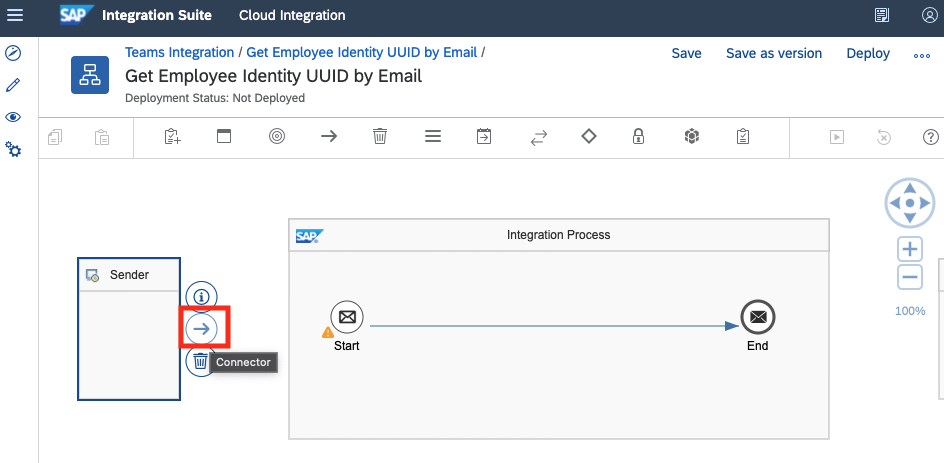 SAP Integration Suite Cloud Integration
Teams Integration / Get Employee Identity UUID by Email /
Get Employee Identity UUID by Email
Deployment Status: Not Deployed
Save Save as version Deploy
SAP Integration Process
Sender
Connector
Start
End
100%